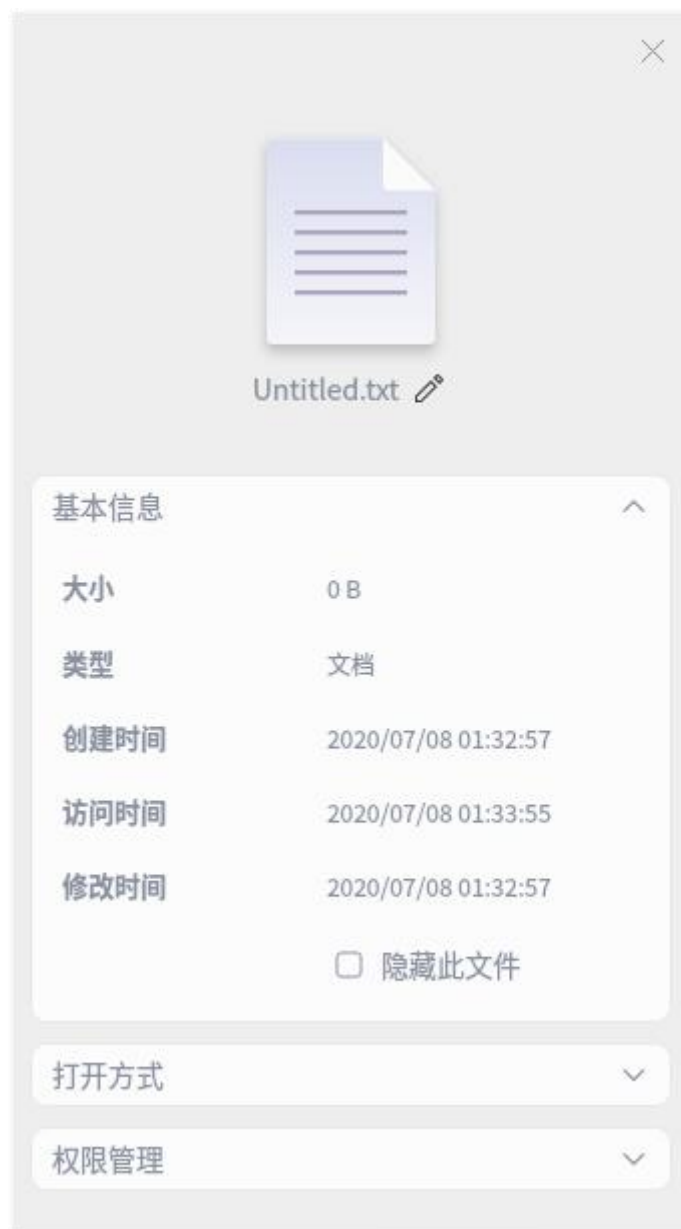 Untitled.txt
基本信息
大小 0 B
类型 文档
创建时间 2020/07/08 01:32:57
访问时间 2020/07/08 01:33:55
修改时间 2020/07/08 01:32:57
隐藏此文件
打开方式
权限管理